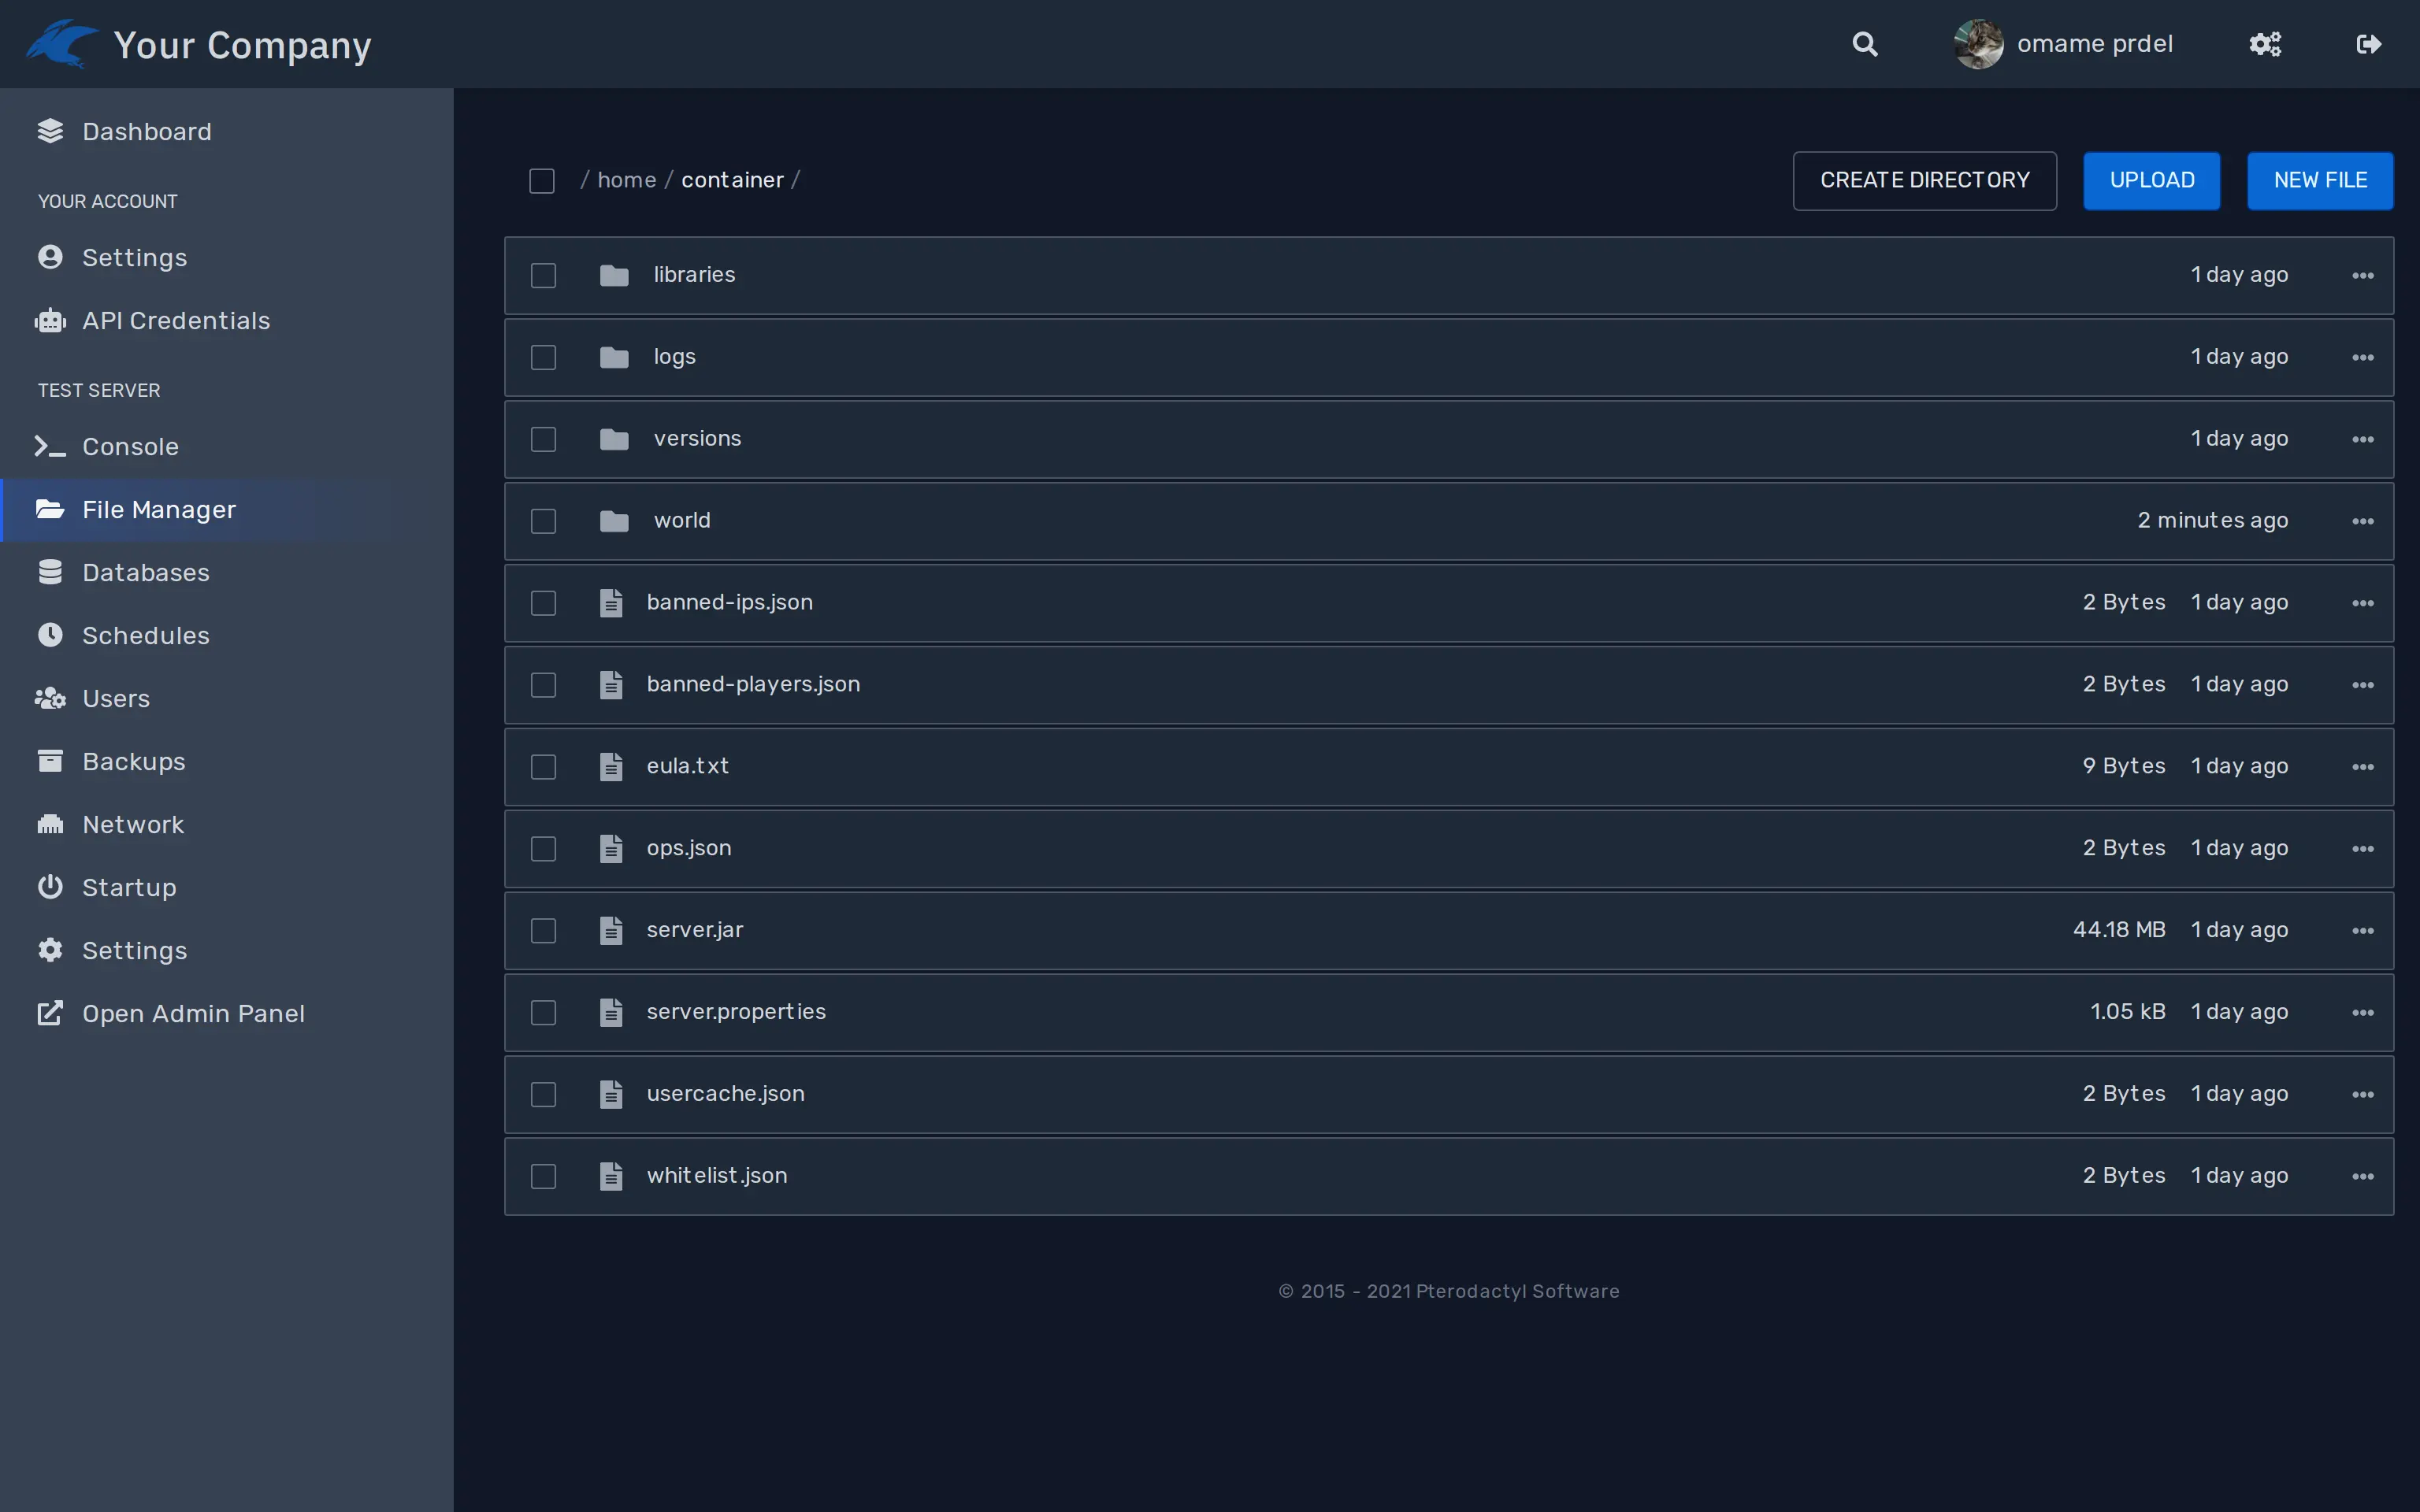 Your Company
omame prdel
Dashboard
YOUR ACCOUNT
Settings
API Credentials
TEST SERVER
Console
File Manager
Databases
Schedules
Users
Backups
Network
Startup
Settings
Open Admin Panel
/ home / container /
CREATE DIRECTORY
UPLOAD
NEW FILE
libraries 1 day ago
logs 1 day ago
versions 1 day ago
world 2 minutes ago
banned-ips.json 2 Bytes 1 day ago
banned-players.json 2 Bytes 1 day ago
eula.txt 9 Bytes 1 day ago
ops.json 2 Bytes 1 day ago
server.jar 44.18 MB 1 day ago
server.properties 1.05 kB 1 day ago
usercache.json 2 Bytes 1 day ago
whitelist.json 2 Bytes 1 day ago
© 2015 - 2021 Pterodactyl Software